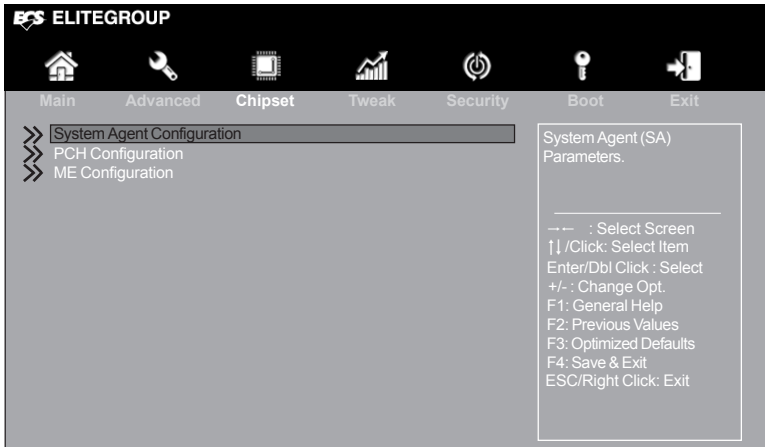 ECS ELITEGROUP
Main Advanced Chipset Tweak Security Boot Exit
System Agent Configuration
PCH Configuration
ME Configuration
System Agent (SA)
Parameters.
→← : Select Screen
↑↓/Click: Select Item
Enter/Dbl Click : Select
+/- : Change Opt.
F1: General Help
F2: Previous Values
F3: Optimized Defaults
F4: Save & Exit
ESC/Right Click: Exit